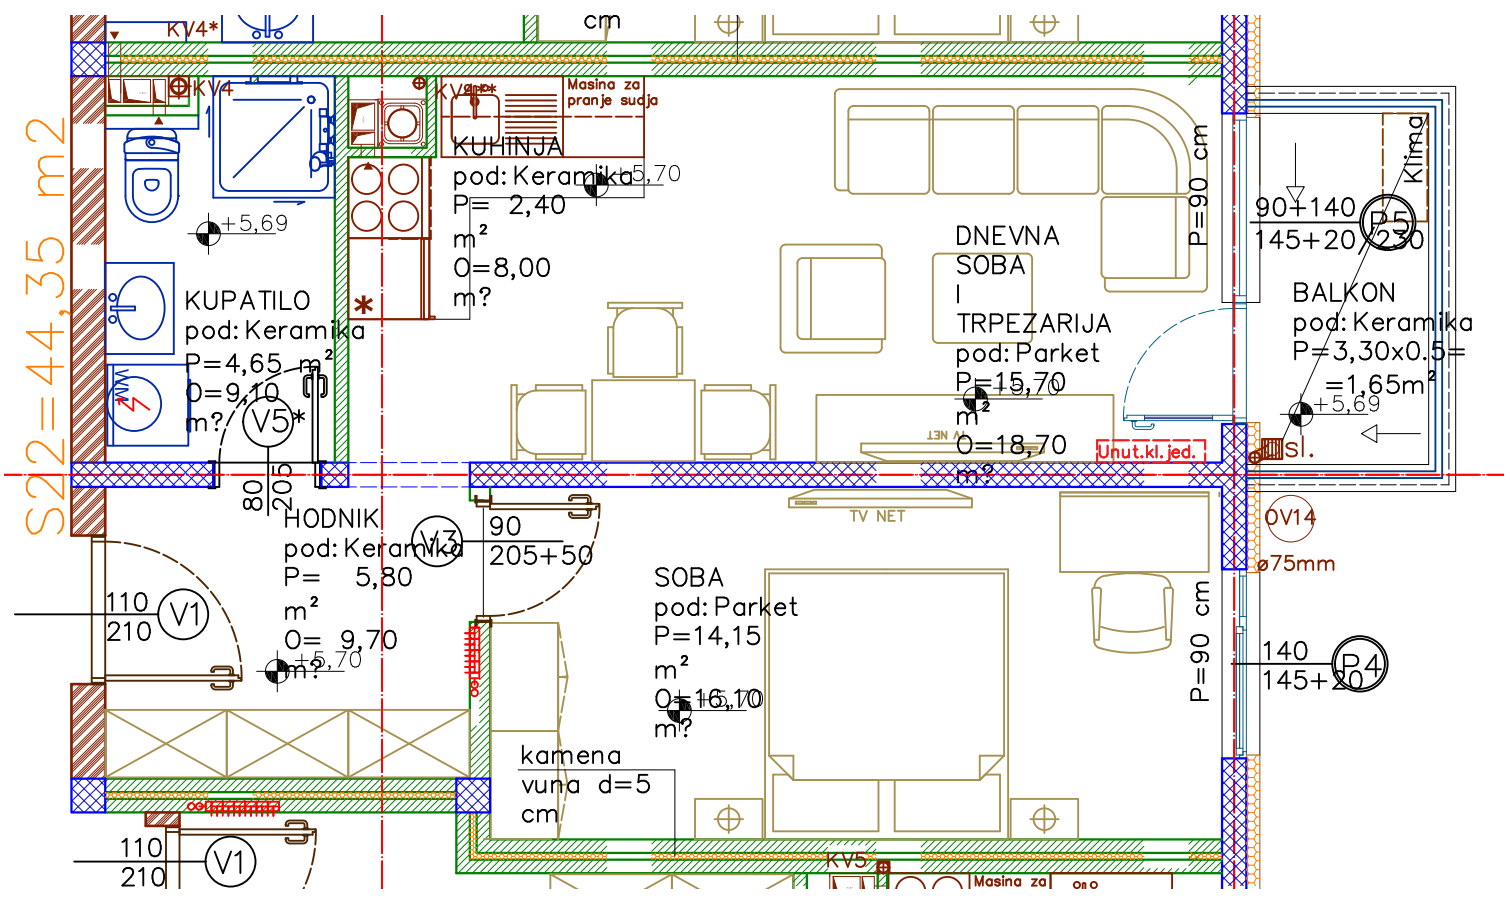 KV4*
cm
KV4
KV4**
Masina za
pranje sudja
KUHINJA
pod: Keramika
P= 2,40
m²
O=8,00
m?
+5,70
+5,69
S22=44,35 m2
KUPATILO
pod: Keramika
P=4,65 m²
O=9,10
m?
WM
V5*
80
205
DNEVNA
SOBA
I
TRPEZARIJA
pod: Parket
P=15,70
m²
O=18,70
m?
+5,70
P=90 cm
Klima
90+140
145+20/230
P5
BALKON
pod: Keramika
P=3,30x0.5=
=1,65m²
+5,69
sl.
Unut.kl.jed.
TV NET
TV NET
OV14
ø75mm
HODNIK
pod: Keramika
P= 5,80
m²
O= 9,70
m?
+5,70
V3
90
205+50
110
210
V1
SOBA
pod: Parket
P=14,15
m²
O=16,10
m?
+5,70
P=90 cm
140
145+20
P4
kamena
vuna d=5
cm
110
210
V1
KV5
Masina za